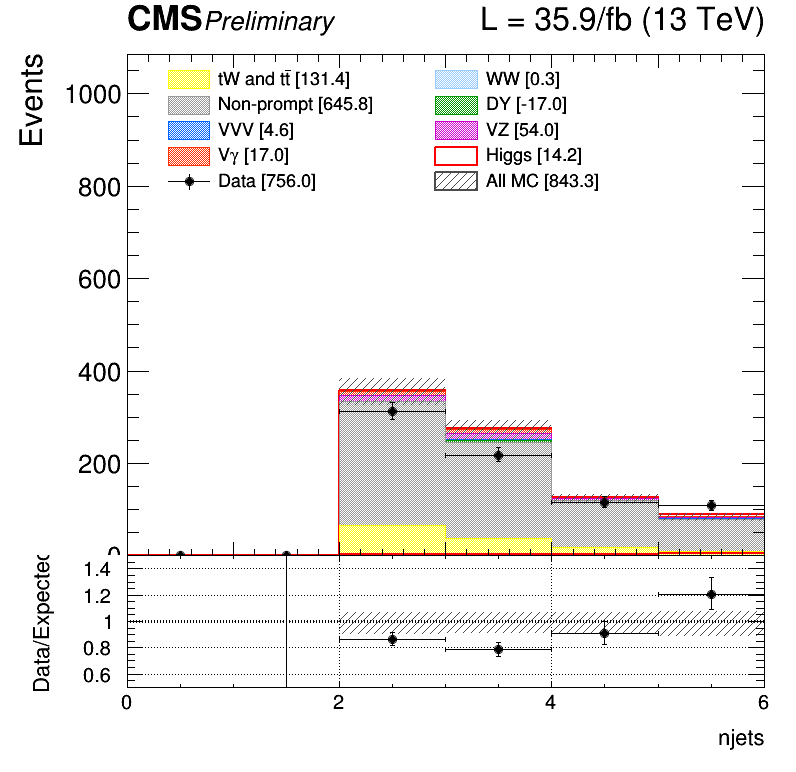 CMS Preliminary L = 35.9/fb (13 TeV)
Events
tW and tt̄ [131.4] WW [0.3]
Non-prompt [645.8] DY [-17.0]
VVV [4.6] VZ [54.0]
Vγ [17.0] Higgs [14.2]
Data [756.0] All MC [843.3]
1000
800
600
400
200
0
Data/Expected
1.4
1.2
1
0.8
0.6
0 2 4 6
njets